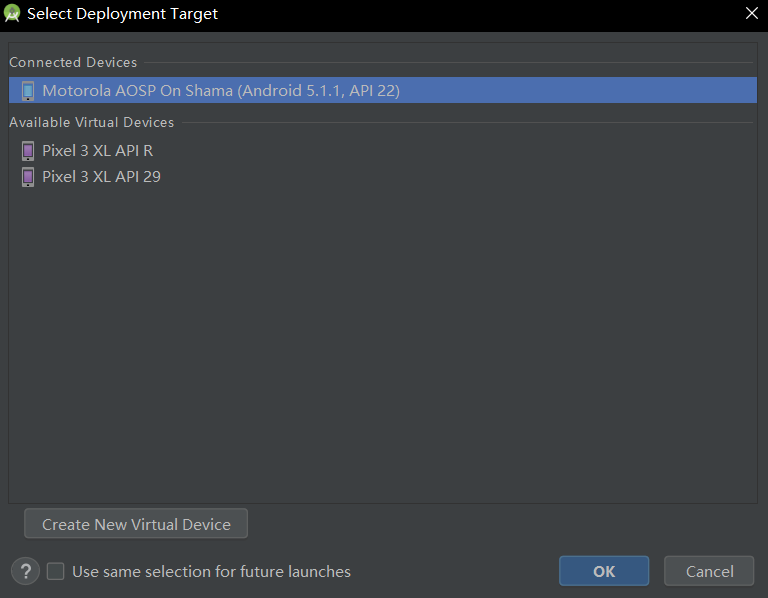 Select Deployment Target
Connected Devices
Motorola AOSP On Shama (Android 5.1.1, API 22)
Available Virtual Devices
Pixel 3 XL API R
Pixel 3 XL API 29
Create New Virtual Device
? Use same selection for future launches OK Cancel